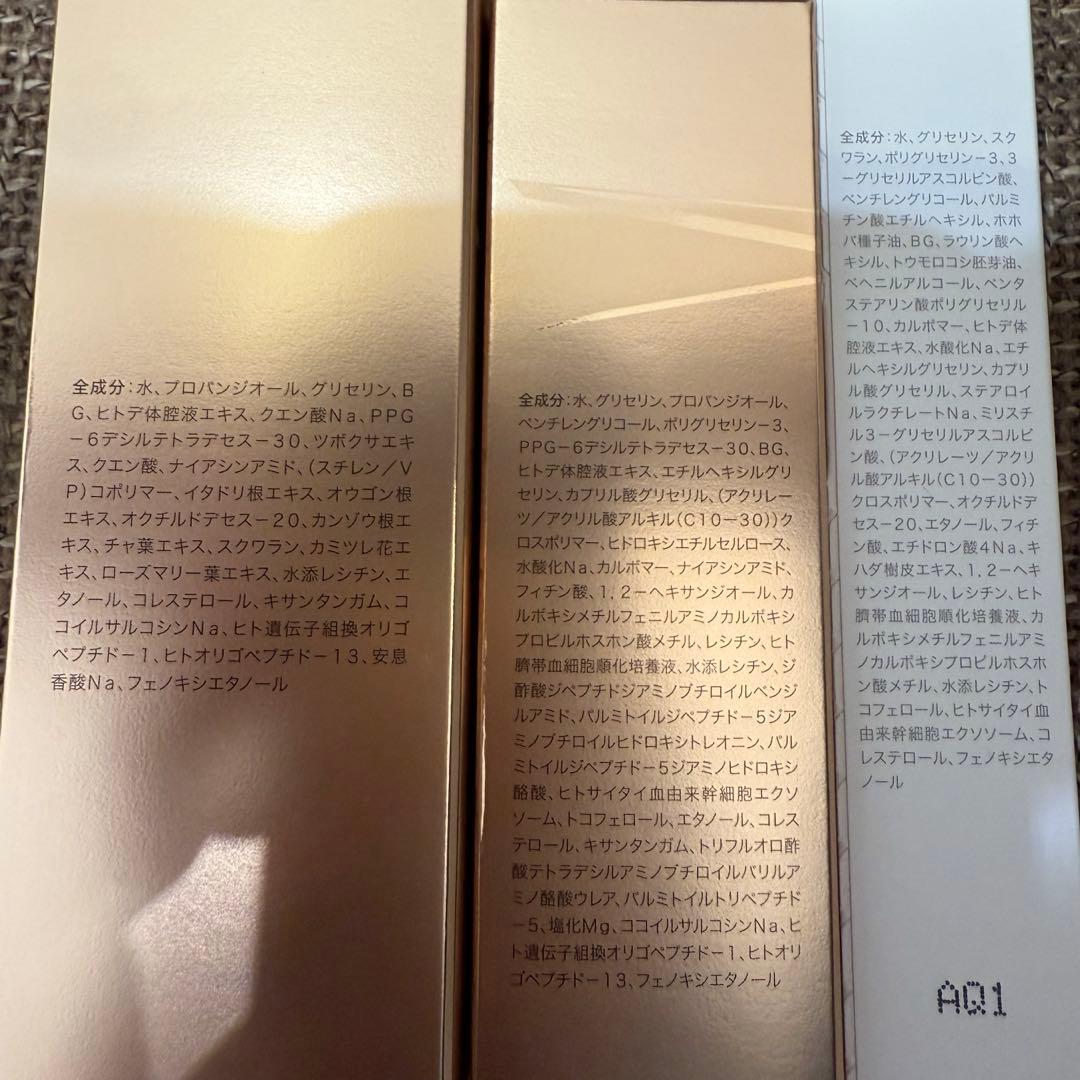 全成分：水、プロパンジオール、グリセリン、B
G、ヒトデ体腔液エキス、クエン酸Na、PPG
－6デシルテトラデセス－30、ツボクサエキ
ス、クエン酸、ナイアシンアミド、（スチレン／V
P）コポリマー、イタドリ根エキス、オウゴン根
エキス、オクチルドデセス－20、カンゾウ根エ
キス、チャ葉エキス、スクワラン、カミツレ花エ
キス、ローズマリー葉エキス、水添レシチン、エ
タノール、コレステロール、キサンタンガム、コ
コイルサルコシンNa、ヒト遺伝子組換オリゴ
ペプチド－1、ヒトオリゴペプチド－13、安息
香酸Na、フェノキシエタノール
全成分：水、グリセリン、プロパンジオール、
ペンチレングリコール、ポリグリセリン－3、
PPG－6デシルテトラデセス－30、BG、
ヒトデ体腔液エキス、エチルヘキシルグリ
セリン、カプリル酸グリセリル、（アクリレー
ツ／アクリル酸アルキル（C10－30））ク
ロスポリマー、ヒドロキシエチルセルロース、
水酸化Na、カルボマー、ナイアシンアミド、
フィチン酸、1，2－ヘキサンジオール、カ
ルボキシメチルフェニルアミノカルボキシ
プロピルホスホン酸メチル、レシチン、ヒト
臍帯血細胞順化培養液、水添レシチン、ジ
酢酸ジペプチドジアミノブチロイルベンジ
ルアミド、パルミトイルジペプチド－5ジア
ミノブチロイルヒドロキシトレオニン、パル
ミトイルジペプチド－5ジアミノヒドロキシ
酪酸、ヒトサイタイ血由来幹細胞エクソ
ソーム、トコフェロール、エタノール、コレス
テロール、キサンタンガム、トリフルオロ酢
酸テトラデシルアミノブチロイルバリルア
ミノ酪酸ウレア、パルミトイルトリペプチド
－5、塩化Mg、ココイルサルコシンNa、ヒ
ト遺伝子組換オリゴペプチド－1、ヒトオリ
ゴペプチド－13、フェノキシエタノール
全成分：水、グリセリン、スク
ワラン、ポリグリセリン－3、3
－グリセリルアスコルビン酸、
ペンチレングリコール、パルミ
チン酸エチルヘキシル、ホホ
バ種子油、BG、ラウリン酸ヘ
キシル、トウモロコシ胚芽油、
ベヘニルアルコール、ペンタ
ステアリン酸ポリグリセリル
－10、カルボマー、ヒトデ体
腔液エキス、水酸化Na、エチ
ルヘキシルグリセリン、カプリ
ル酸グリセリル、ステアロイ
ルラクチレートNa、ミリスチ
ル3－グリセリルアスコルビ
ン酸、（アクリレーツ／アクリ
ル酸アルキル（C10－30））
クロスポリマー、オクチルドデ
セス－20、エタノール、フィチ
ン酸、エチドロン酸4Na、キ
ハダ樹皮エキス、1，2－ヘキ
サンジオール、レシチン、ヒト
臍帯血細胞順化培養液、カ
ルボキシメチルフェニルアミ
ノカルボキシプロピルホスホ
ン酸メチル、水添レシチン、ト
コフェロール、ヒトサイタイ血
由来幹細胞エクソソーム、コ
レステロール、フェノキシエタ
ノール
AQ1